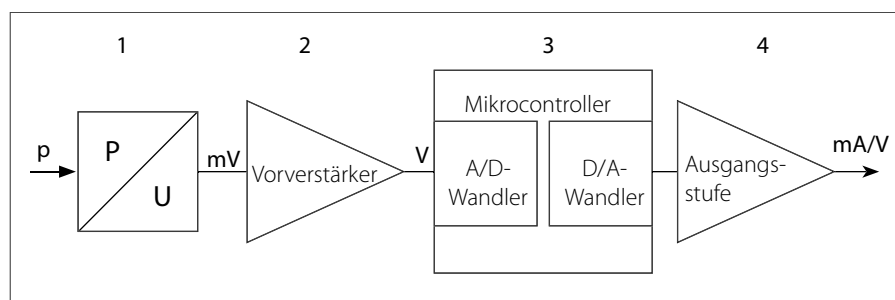 1
2
3
4
p
P
U
mV
Vorverstärker
V
Mikrocontroller
A/D-
Wandler
D/A-
Wandler
Ausgangs-
stufe
mA/V